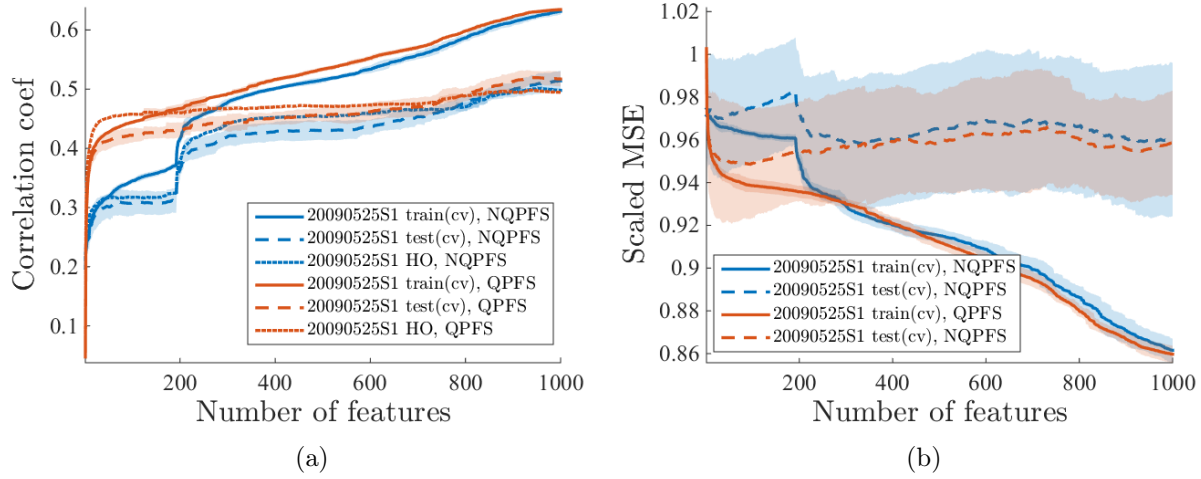 0.6
0.5
0.4
0.3
0.2
0.1
Correlation coef
20090525S1 train(cv), NQPFS
20090525S1 test(cv), NQPFS
20090525S1 HO, NQPFS
20090525S1 train(cv), QPFS
20090525S1 test(cv), QPFS
20090525S1 HO, QPFS
200 400 600 800 1000
Number of features
(a)
1.02
1
0.98
0.96
0.94
0.92
0.9
0.88
0.86
Scaled MSE
20090525S1 train(cv), NQPFS
20090525S1 test(cv), NQPFS
20090525S1 train(cv), QPFS
20090525S1 test(cv), NQPFS
200 400 600 800 1000
Number of features
(b)